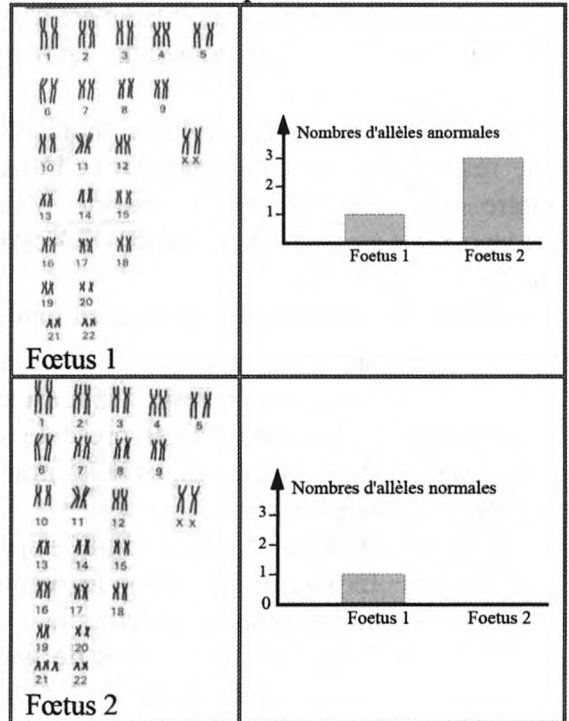 1 2 3 4 5
6 7 8 9
10 11 12 X X
13 14 15
16 17 18
19 20
21 22
Fœtus 1
Nombres d'allèles anormales
3
2
1
Foetus 1 Foetus 2
1 2 3 4 5
6 7 8 9
10 11 12 X X
13 14 15
16 17 18
19 20
21 22
Fœtus 2
Nombres d'allèles normales
3
2
1
0
Foetus 1 Foetus 2